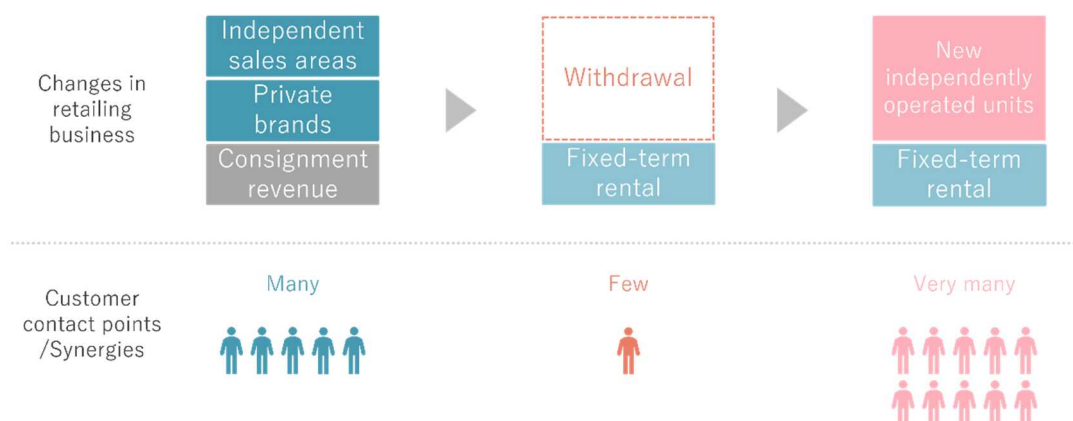 Changes in
retailing
business
Independent
sales areas
Private
brands
Consignment
revenue
Withdrawal
Fixed-term
rental
New
independently
operated units
Fixed-term
rental
Customer
contact points
/Synergies
Many
Few
Very many